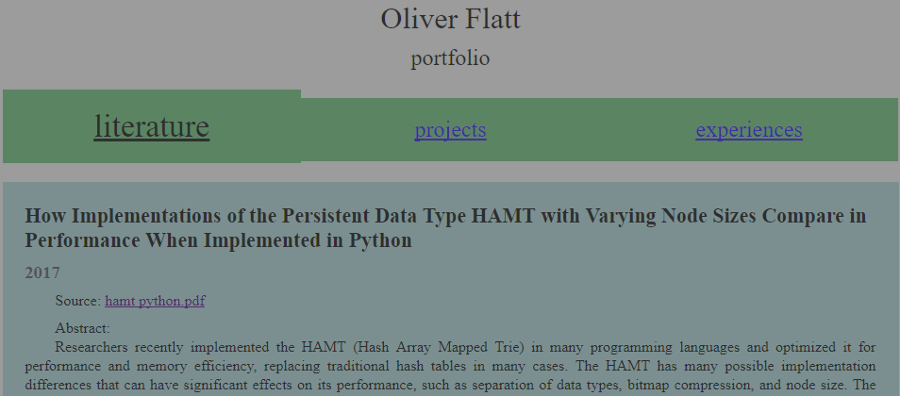 Oliver Flatt
portfolio
literature
projects
experiences
How Implementations of the Persistent Data Type HAMT with Varying Node Sizes Compare in
Performance When Implemented in Python
2017
Source: hamt python.pdf
Abstract:
Researchers recently implemented the HAMT (Hash Array Mapped Trie) in many programming languages and optimized it for
performance and memory efficiency, replacing traditional hash tables in many cases. The HAMT has many possible implementation
differences that can have significant effects on its performance, such as separation of data types, bitmap compression, and node size. The